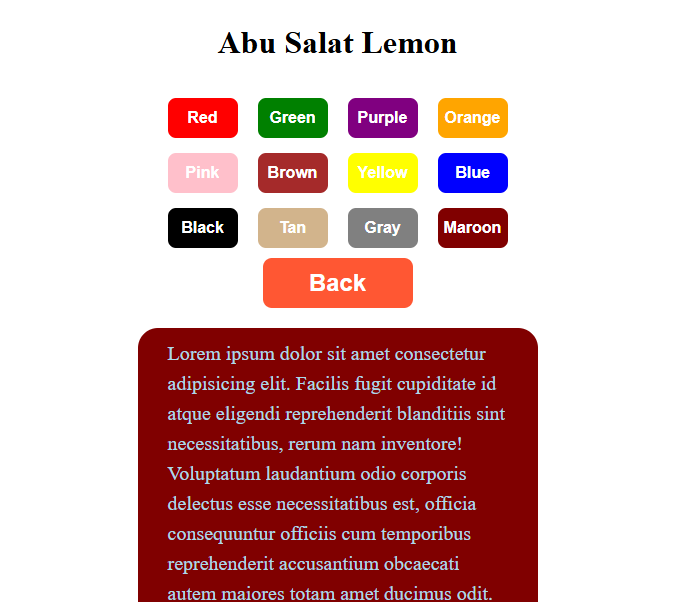 Abu Salat Lemon
Red Green Purple Orange
Pink Brown Yellow Blue
Black Tan Gray Maroon
Back
Lorem ipsum dolor sit amet consectetur
adipisicing elit. Facilis fugit cupiditate id
atque eligendi reprehenderit blanditiis sint
necessitatibus, rerum nam inventore!
Voluptatum laudantium odio corporis
delectus esse necessitatibus est, officia
consequuntur officiis cum temporibus
reprehenderit accusantium obcaecati
autem maiores totam amet ducimus odit.